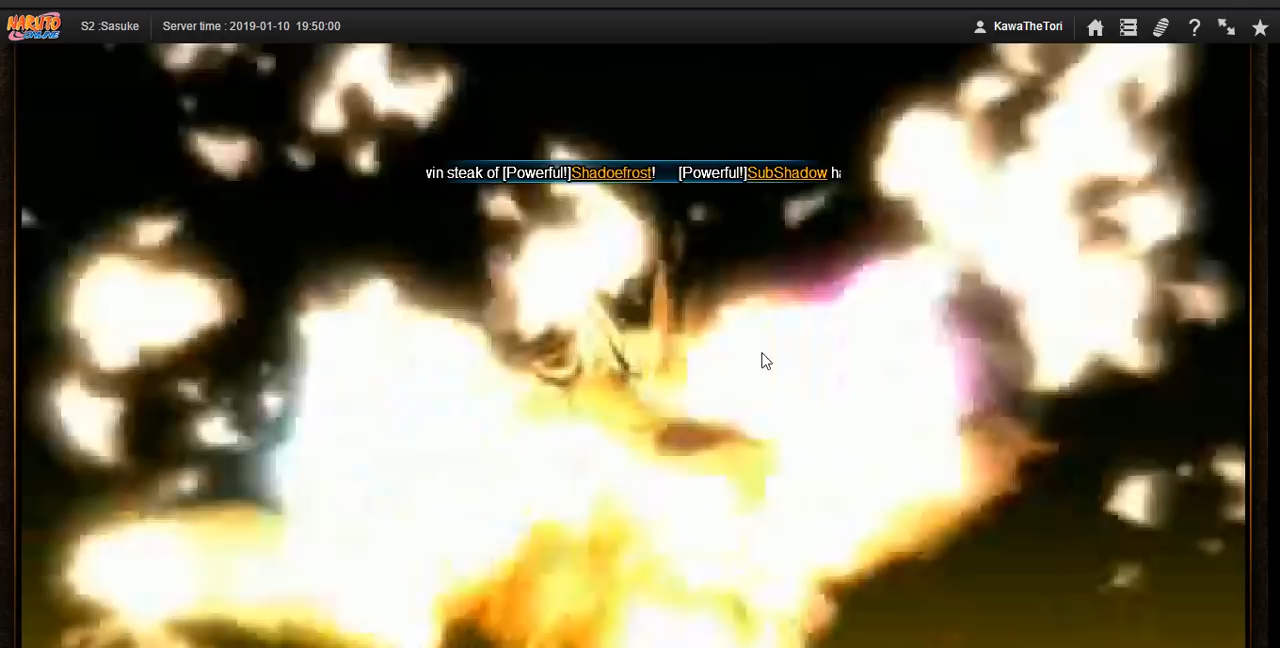 NARUTO ONLINE
S2 :Sasuke
Server time : 2019-01-10 19:50:00
KawaTheTori
?
steak of [Powerful!]Shadoefrost! [Powerful!]SubShadow